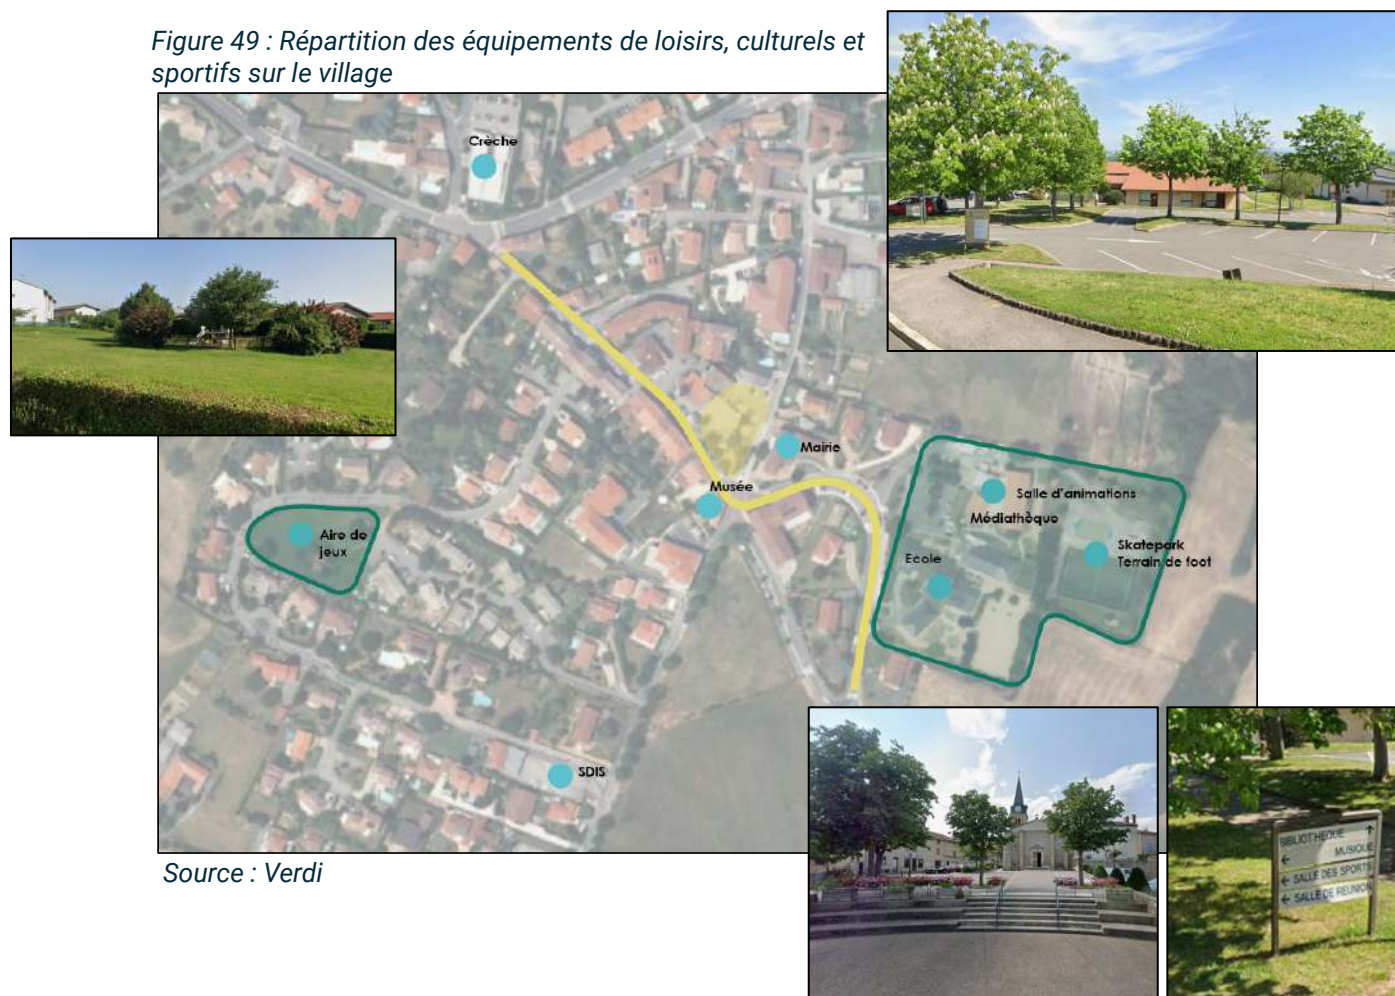 Figure 49 : Répartition des équipements de loisirs, culturels et
sportifs sur le village
Crèche
Mairie
Musée
Salle d'animations
Médiathèque
Aire de
jeux
Ecole
Skatepark
Terrain de foot
SDIS
BIBLIOTHEQUE ↑
← MUSIQUE
← SALLE DES SPORTS
← SALLE DE REUNION
Source : Verdi